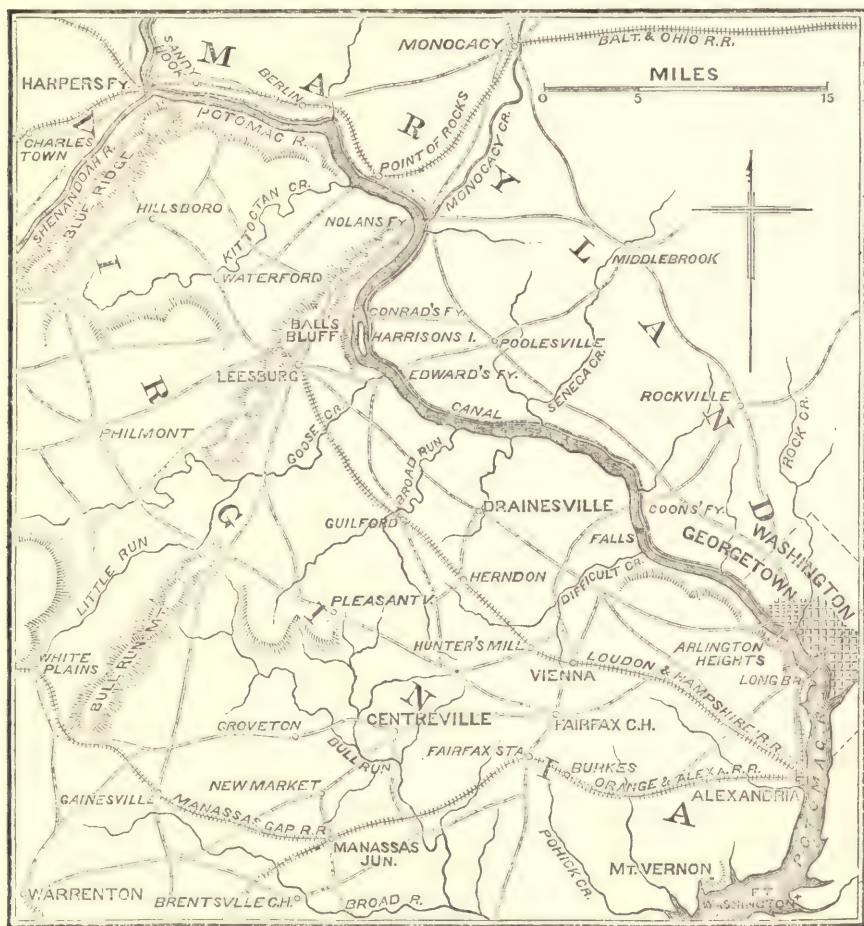 MONOCACY
BALT. & OHIO R.R.
SANDY HOOK
MARYLAND
HARPERS FY.
BERLIN
MILES
0 5 15
POTOMAC R.
CHARLES TOWN
POINT OF ROCKS
MONOCACY CR.
SHENANDOAH R.
BLUE RIDGE
VIRGINIA
HILLSBORO
KITTOCTAN CR.
NOLANS FY.
MIDDLEBROOK
WATERFORD
CONRAD'S FY.
BALL'S BLUFF
HARRISONS I.
POOLESVILLE
LEESBURG
EDWARD'S FY.
SENECA CR.
ROCKVILLE
ROCK CR.
CANAL
PHILMONT
GOOSE CR.
BROAD RUN
DRAINESVILLE
COONS' FY.
GUILFORD
FALLS
GEORGETOWN
WASHINGTON
LITTLE RUN
HERNDON
DIFFICULT CR.
PLEASANT V.
HUNTER'S MILL
ARLINGTON HEIGHTS
WHITE PLAINS
BULL RUN MT.
VIENNA
LOUDON & HAMPSHIRE R.R.
LONG BR.
GROVETON
CENTREVILLE
FAIRFAX C.H.
BULL RUN
FAIRFAX STA.
BURKES
ORANGE & ALEXA. R.R.
NEW MARKET
GAINESVILLE
MANASSAS GAP R.R.
ALEXANDRIA
POTOMAC R.
MANASSAS JUN.
POHICK CR.
MT. VERNON
WARRENTON
BRENTSVILLE C.H.
BROAD R.
FT. WASHINGTON